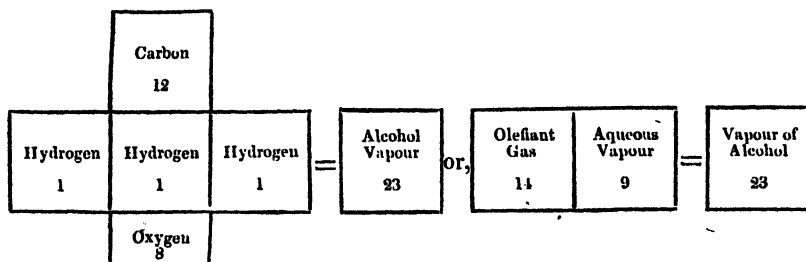 Carbon
12
Hydrogen
1
Hydrogen
1
Hydrogen
1
Oxygen
8
=
Alcohol
Vapour
23
or,
Olefiant
Gas
14
Aqueous
Vapour
9
=
Vapour of
Alcohol
23